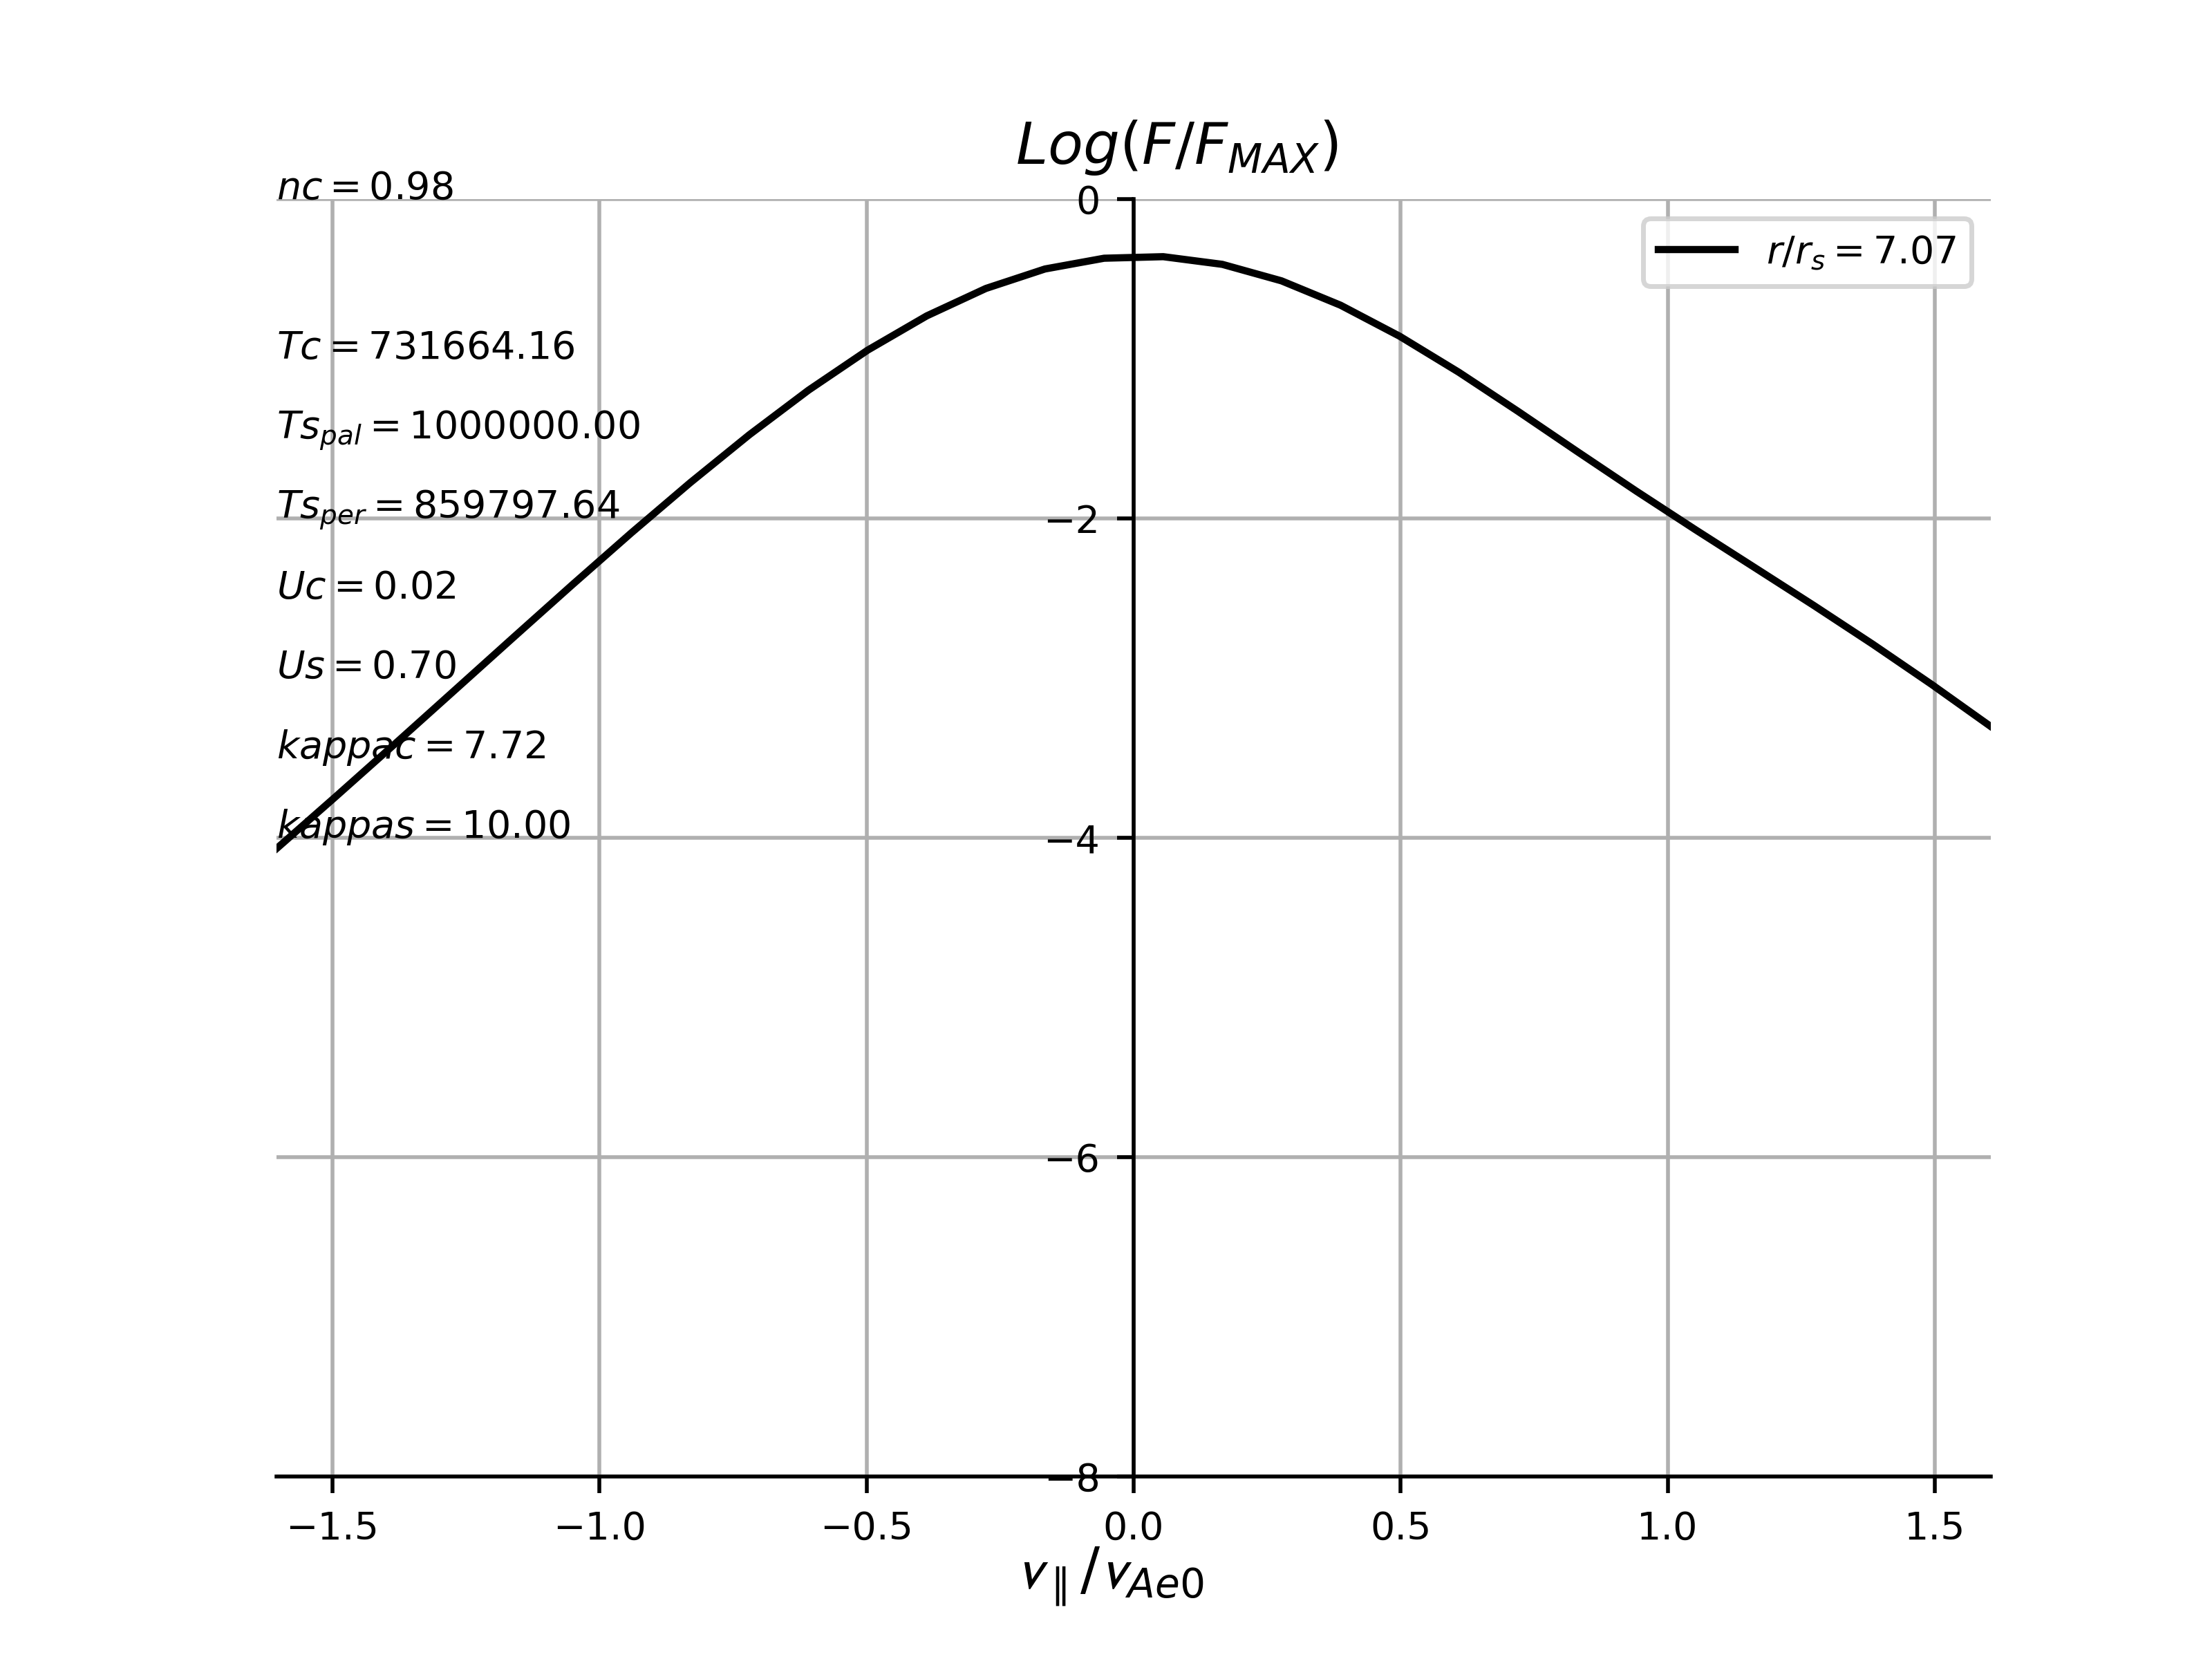 Log(F/F_MAX)
nc = 0.98
0
r/r_s = 7.07
Tc = 731664.16
Ts_pal = 1000000.00
Ts_per = 859797.64
−2
Uc = 0.02
Us = 0.70
kappac = 7.72
kappas = 10.00
−4
−6
−8
−1.5 −1.0 −0.5 0.0 0.5 1.0 1.5
v_∥/v_Ae0